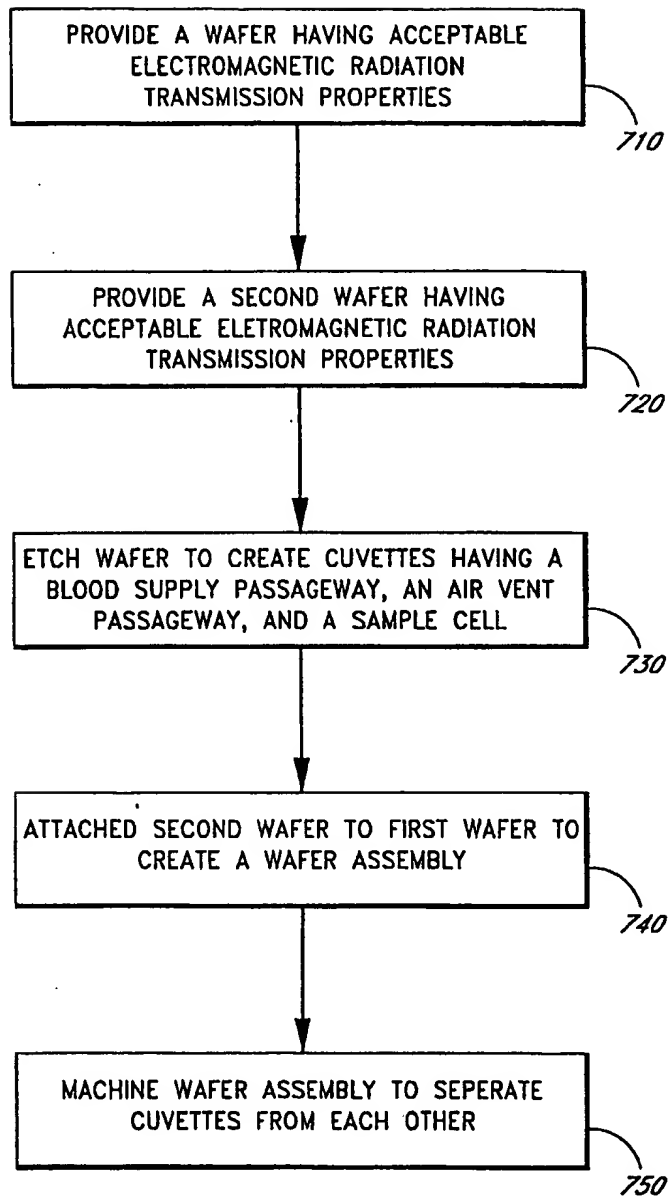 PROVIDE A WAFER HAVING ACCEPTABLE
ELECTROMAGNETIC RADIATION
TRANSMISSION PROPERTIES
710
PROVIDE A SECOND WAFER HAVING
ACCEPTABLE ELETROMAGNETIC RADIATION
TRANSMISSION PROPERTIES
720
ETCH WAFER TO CREATE CUVETTES HAVING A
BLOOD SUPPLY PASSAGEWAY, AN AIR VENT
PASSAGEWAY, AND A SAMPLE CELL
730
ATTACHED SECOND WAFER TO FIRST WAFER TO
CREATE A WAFER ASSEMBLY
740
MACHINE WAFER ASSEMBLY TO SEPERATE
CUVETTES FROM EACH OTHER
750